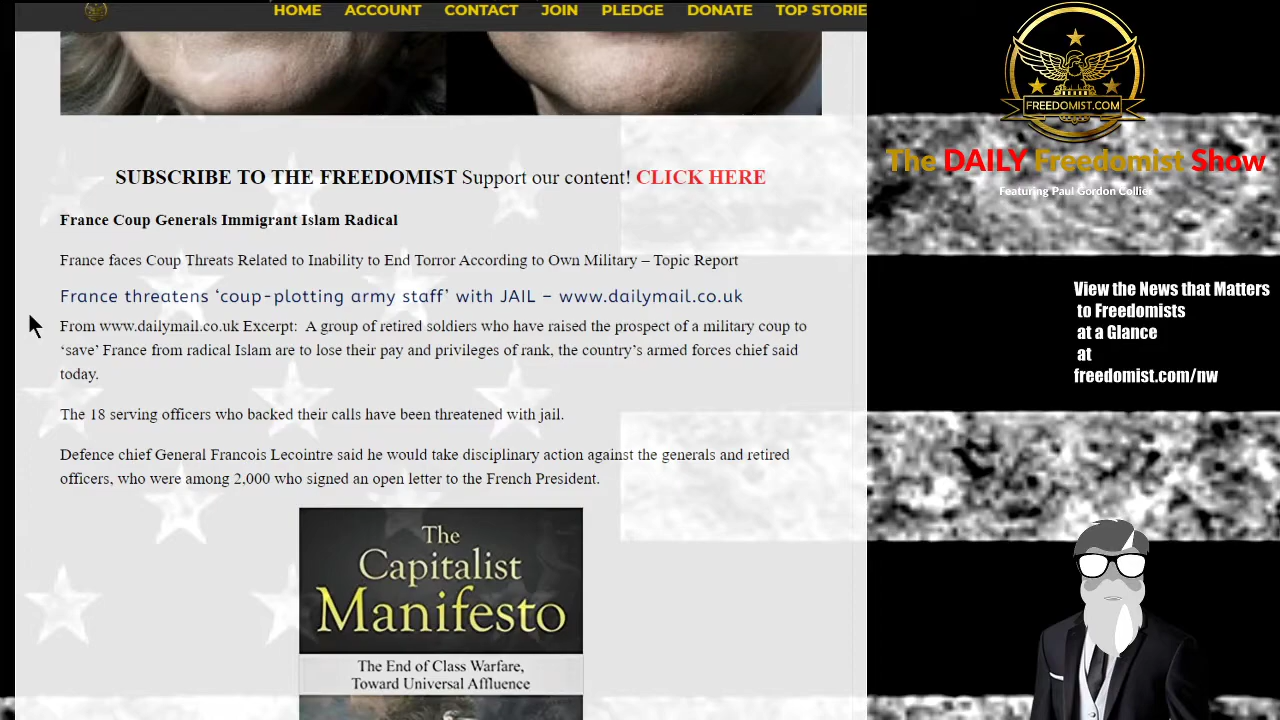 HOME ACCOUNT CONTACT JOIN PLEDGE DONATE TOP STORIE
SUBSCRIBE TO THE FREEDOMIST Support our content! CLICK HERE
France Coup Generals Immigrant Islam Radical
France faces Coup Threats Related to Inability to End Torror According to Own Military – Topic Report
France threatens ‘coup-plotting army staff’ with JAIL – www.dailymail.co.uk
From www.dailymail.co.uk Excerpt: A group of retired soldiers who have raised the prospect of a military coup to
‘save’ France from radical Islam are to lose their pay and privileges of rank, the country’s armed forces chief said
today.
The 18 serving officers who backed their calls have been threatened with jail.
Defence chief General Francois Lecointre said he would take disciplinary action against the generals and retired
officers, who were among 2,000 who signed an open letter to the French President.
The
Capitalist
Manifesto
The End of Class Warfare,
Toward Universal Affluence
FREEDOMIST.COM
The DAILY Freedomist Show
Featuring Paul Gordon Collier
View the News that Matters
to Freedomists
at a Glance
at
freedomist.com/nw